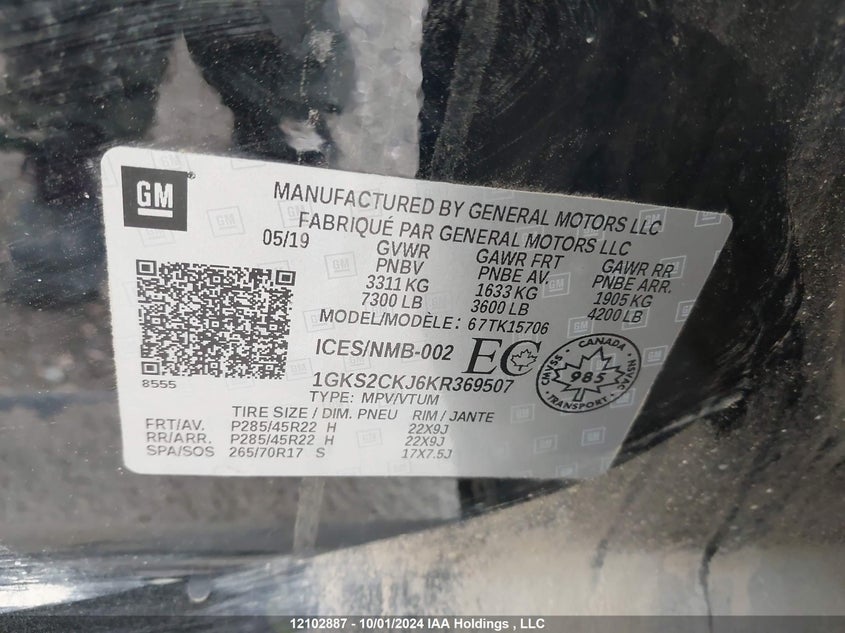 GM
MANUFACTURED BY GENERAL MOTORS LLC
FABRIQUÉ PAR GENERAL MOTORS LLC
05/19 GVWR GAWR FRT GAWR RR
PNBV PNBE AV. PNBE ARR.
3311 KG 1633 KG 1905 KG
7300 LB 3600 LB 4200 LB
MODEL/MODÈLE: 67TK15706
ICES/NMB-002 EC
CANADA
CMVSS NSVAC
985
TRANSPORT
8555
1GKS2CKJ6KR369507
TYPE: MPV/VTUM
TIRE SIZE / DIM. PNEU RIM / JANTE
FRT/AV. P285/45R22 H 22X9J
RR/ARR. P285/45R22 H 22X9J
SPA/SOS 265/70R17 S 17X7.5J
12102887 - 10/01/2024 IAA Holdings , LLC